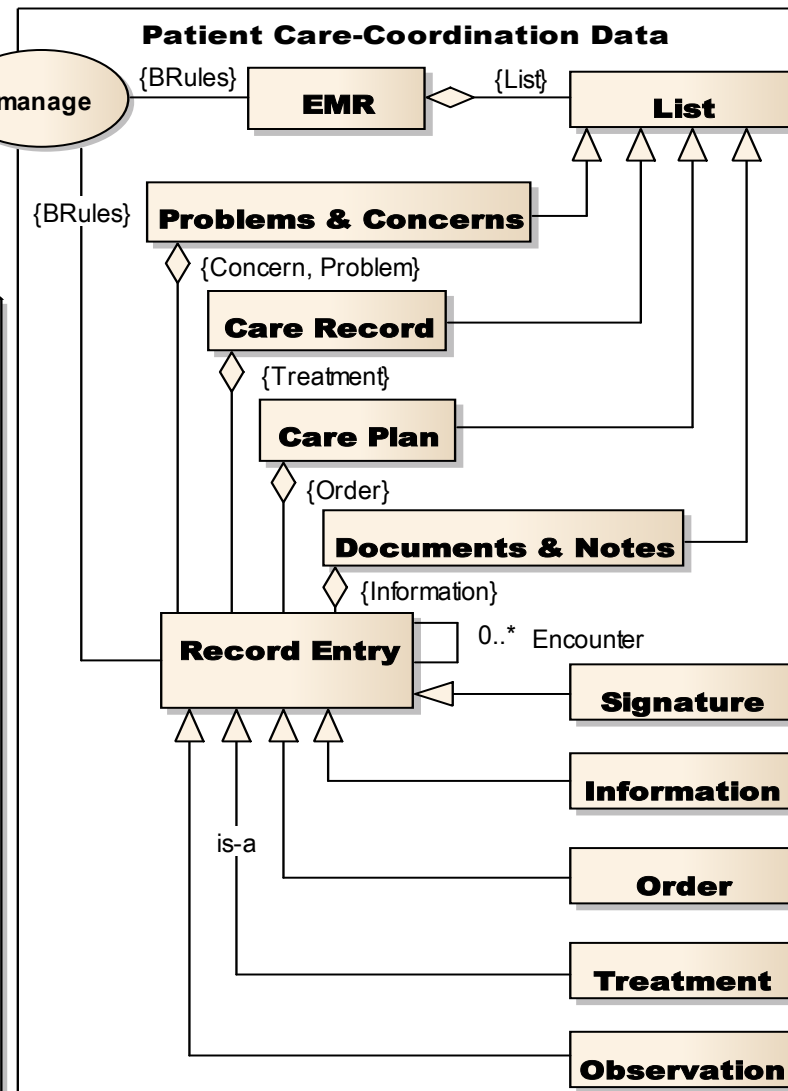 Patient Care-Coordination Data
manage
{BRules}
EMR
{List}
List
{BRules}
Problems & Concerns
{Concern, Problem}
Care Record
{Treatment}
Care Plan
{Order}
Documents & Notes
{Information}
Record Entry
0..* Encounter
Signature
Information
is-a
Order
Treatment
Observation